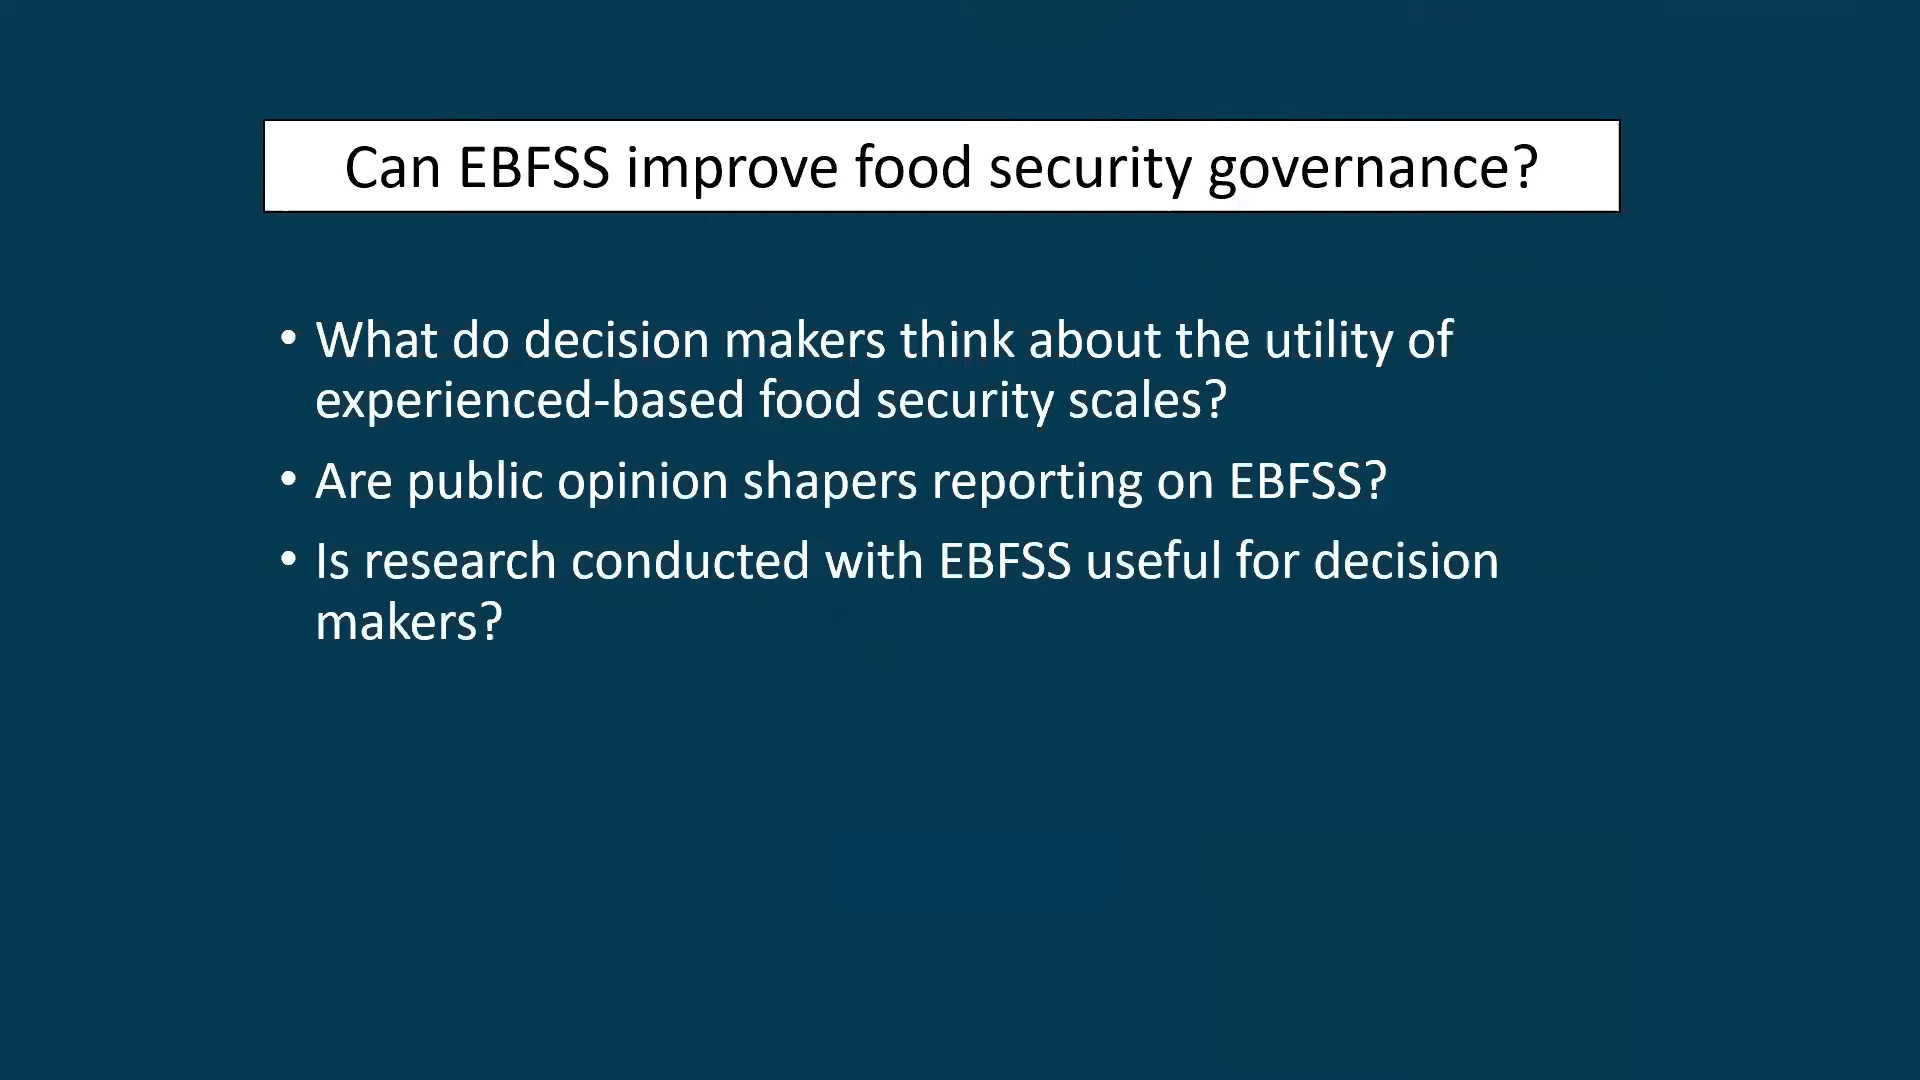 Can EBFSS improve food security governance?
• What do decision makers think about the utility of
experienced-based food security scales?
• Are public opinion shapers reporting on EBFSS?
• Is research conducted with EBFSS useful for decision
makers?